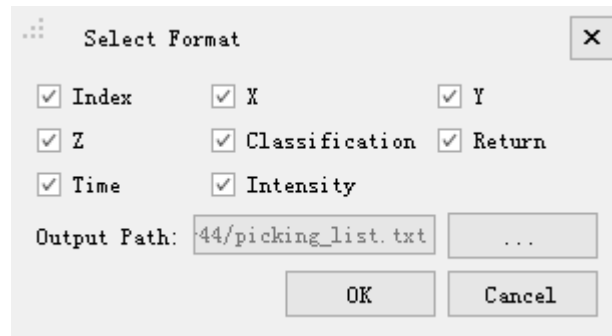 Select Format
Index X Y
Z Classification Return
Time Intensity
Output Path: 44/picking_list.txt ...
OK Cancel